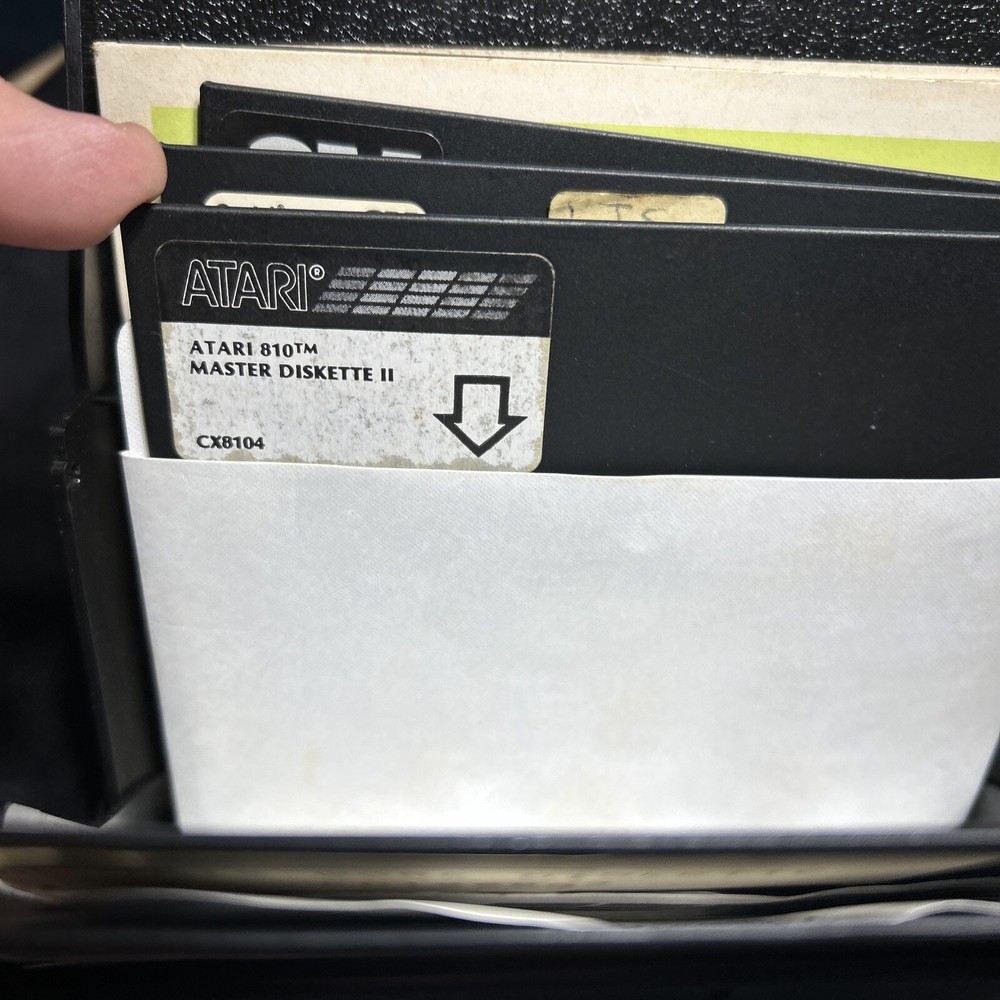 ATARI®
ATARI 810™
MASTER DISKETTE II
CX8104